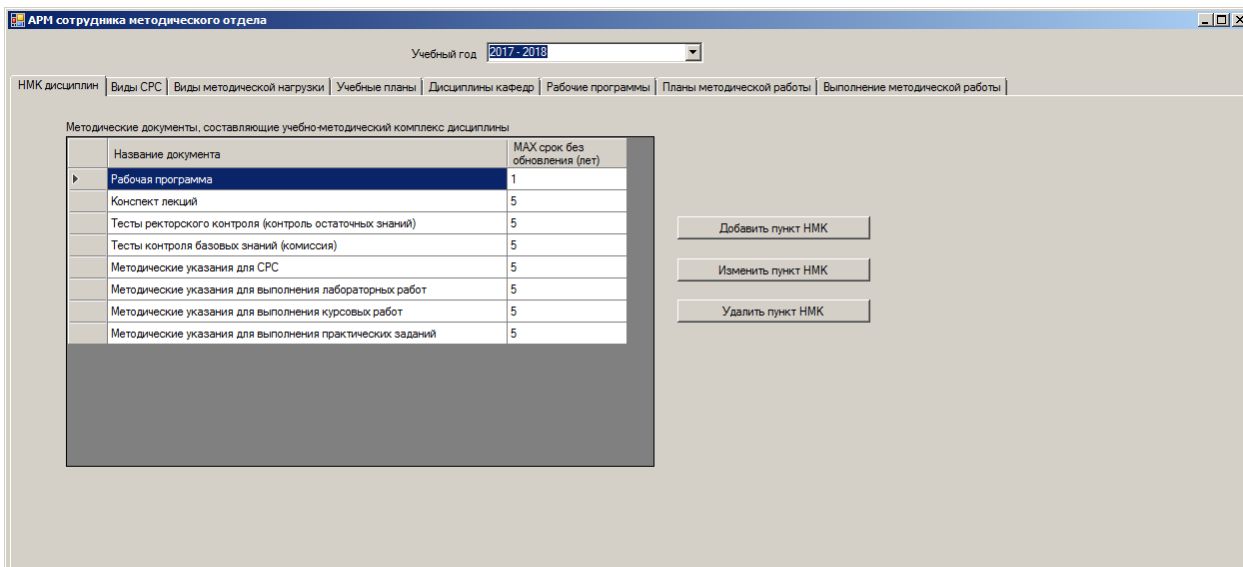 АРМ сотрудника методического отдела
Учебный год 2017 - 2018
НМК дисциплин Виды СРС Виды методической нагрузки Учебные планы Дисциплины кафедр Рабочие программы Планы методической работы Выполнение методической работы
Методические документы, составляющие учебно-методический комплекс дисциплины
Название документа MAX срок без
обновления (лет)
Рабочая программа 1
Конспект лекций 5
Тесты ректорского контроля (контроль остаточных знаний) 5
Тесты контроля базовых знаний (комиссия) 5
Методические указания для СРС 5
Методические указания для выполнения лабораторных работ 5
Методические указания для выполнения курсовых работ 5
Методические указания для выполнения практических заданий 5
Добавить пункт НМК
Изменить пункт НМК
Удалить пункт НМК